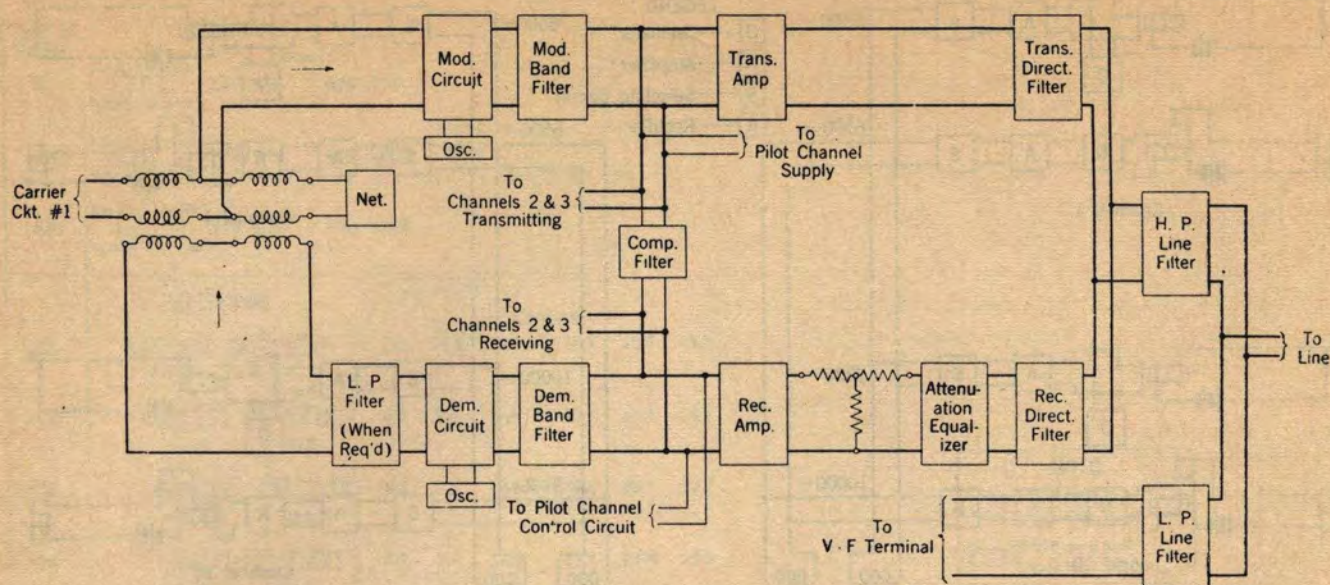 Mod.
Circuit
Mod.
Band
Filter
Trans.
Amp
Trans.
Direct.
Filter
Osc.
To
Pilot Channel
Supply
Carrier
Ckt. #1
Net.
To
Channels 2 & 3
Transmitting
Comp.
Filter
H. P.
Line
Filter
To
Channels 2 & 3
Receiving
To
Line
L. P
Filter
(When
Req'd)
Dem.
Circuit
Dem.
Band
Filter
Rec.
Amp.
Attenu-
ation
Equal-
izer
Rec.
Direct.
Filter
Osc.
To Pilot Channel
Control Circuit
To
V - F Terminal
L. P.
Line
Filter